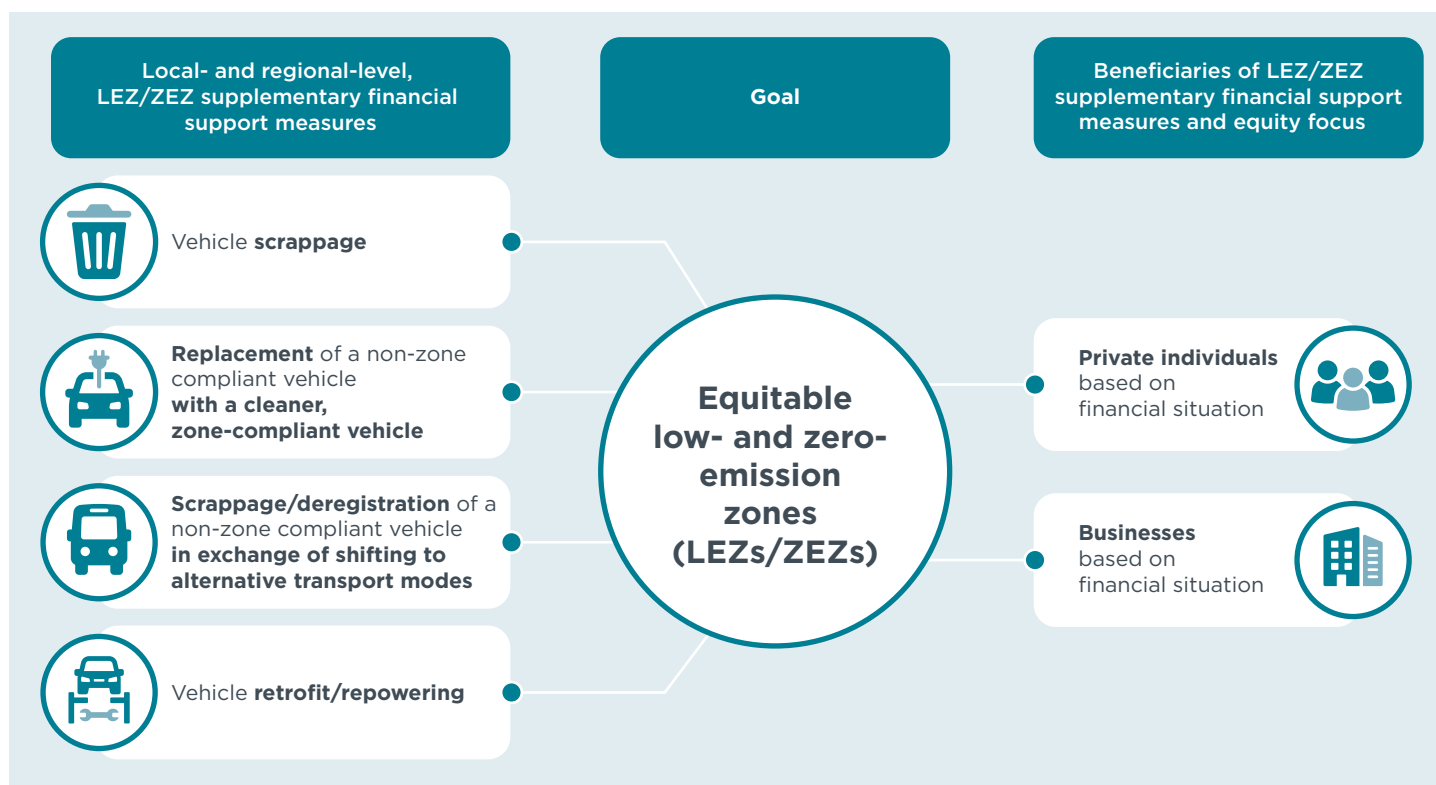 Local- and regional-level,
LEZ/ZEZ supplementary financial
support measures
Goal
Beneficiaries of LEZ/ZEZ
supplementary financial support
measures and equity focus
Vehicle scrappage
Replacement of a non-zone
compliant vehicle
with a cleaner,
zone-compliant vehicle
Scrappage/deregistration of a
non-zone compliant vehicle
in exchange of shifting to
alternative transport modes
Vehicle retrofit/repowering
Equitable
low- and zero-
emission
zones
(LEZs/ZEZs)
Private individuals
based on
financial situation
Businesses
based on
financial situation